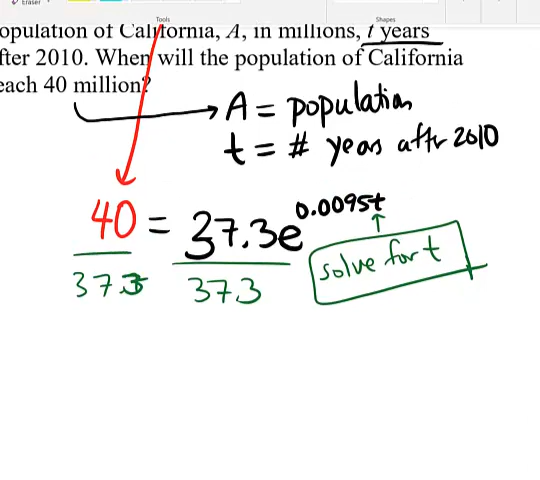 Eraser
Tools
Shapes
opulation of California, A, in millions, t years
fter 2010. When will the population of California
each 40 million?
A = population
t = # years after 2010
40 = 37.3e^0.0095t
37.3 37.3
solve for t